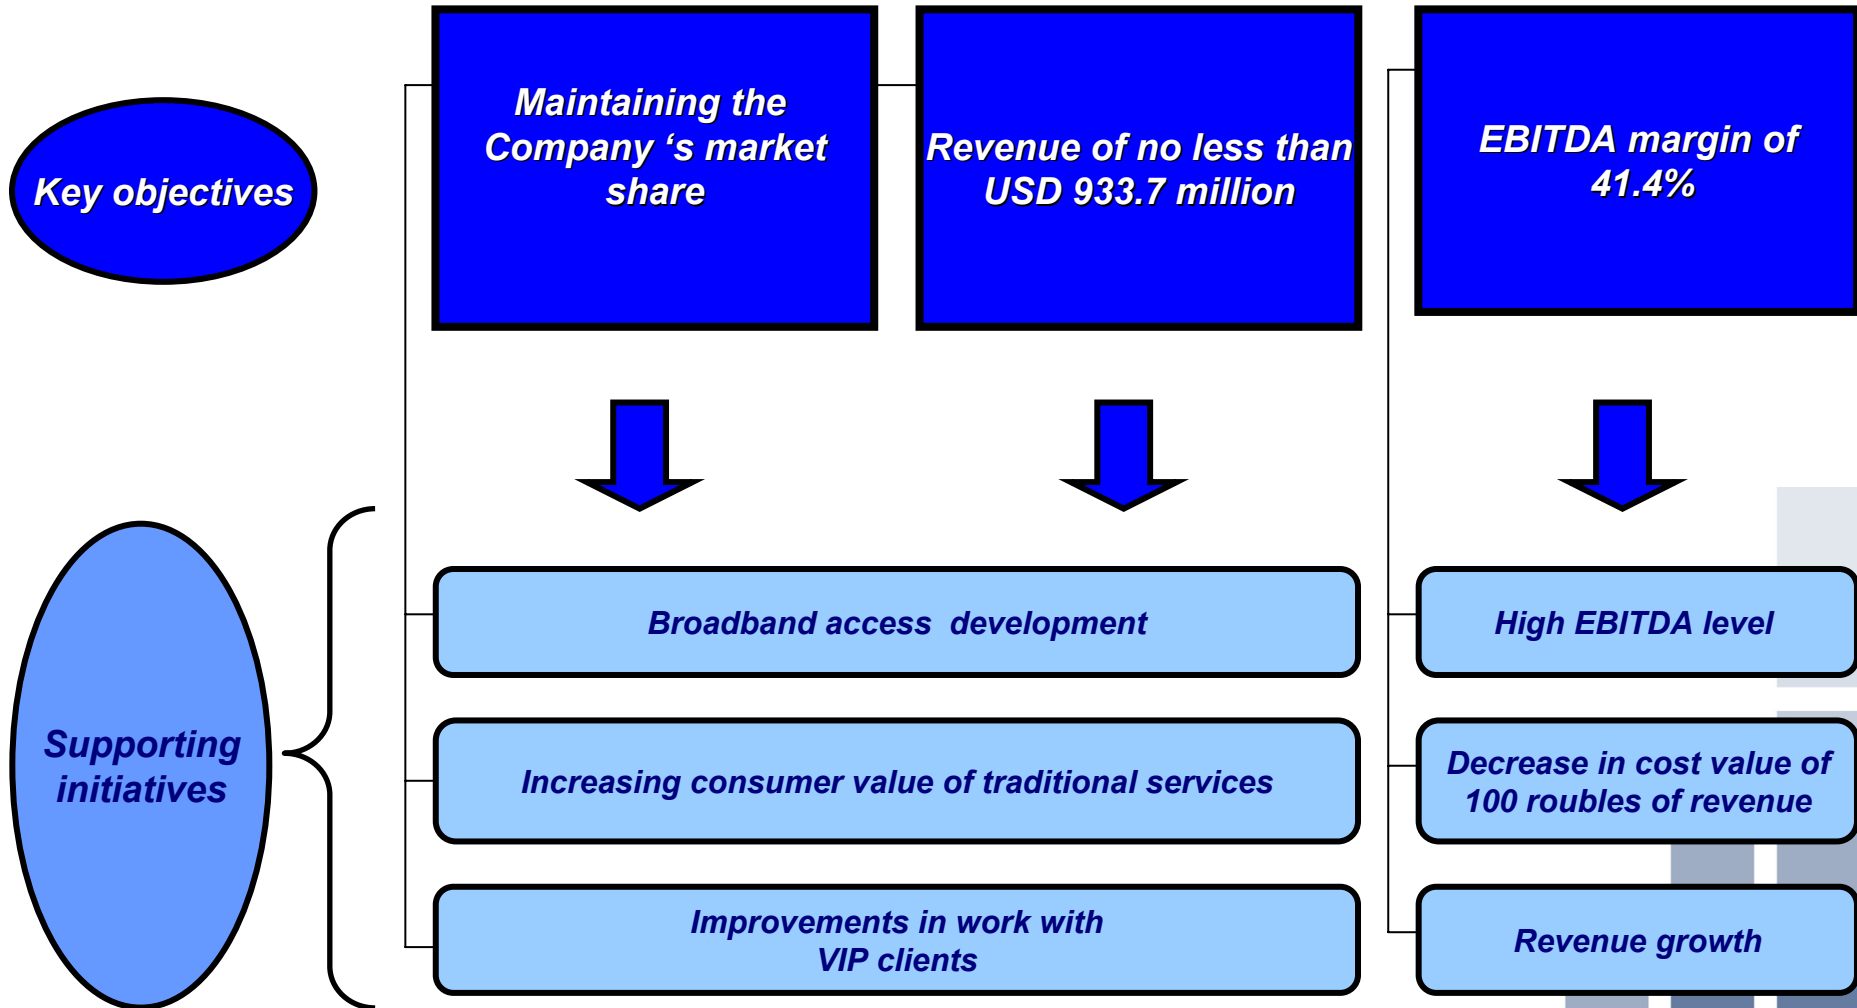 Key objectives
Maintaining the
Company ‘s market
share
Revenue of no less than
USD 933.7 million
EBITDA margin of
41.4%
Supporting
initiatives
Broadband access  development
High EBITDA level
Increasing consumer value of traditional services
Decrease in cost value of
100 roubles of revenue
Improvements in work with
VIP clients
Revenue growth